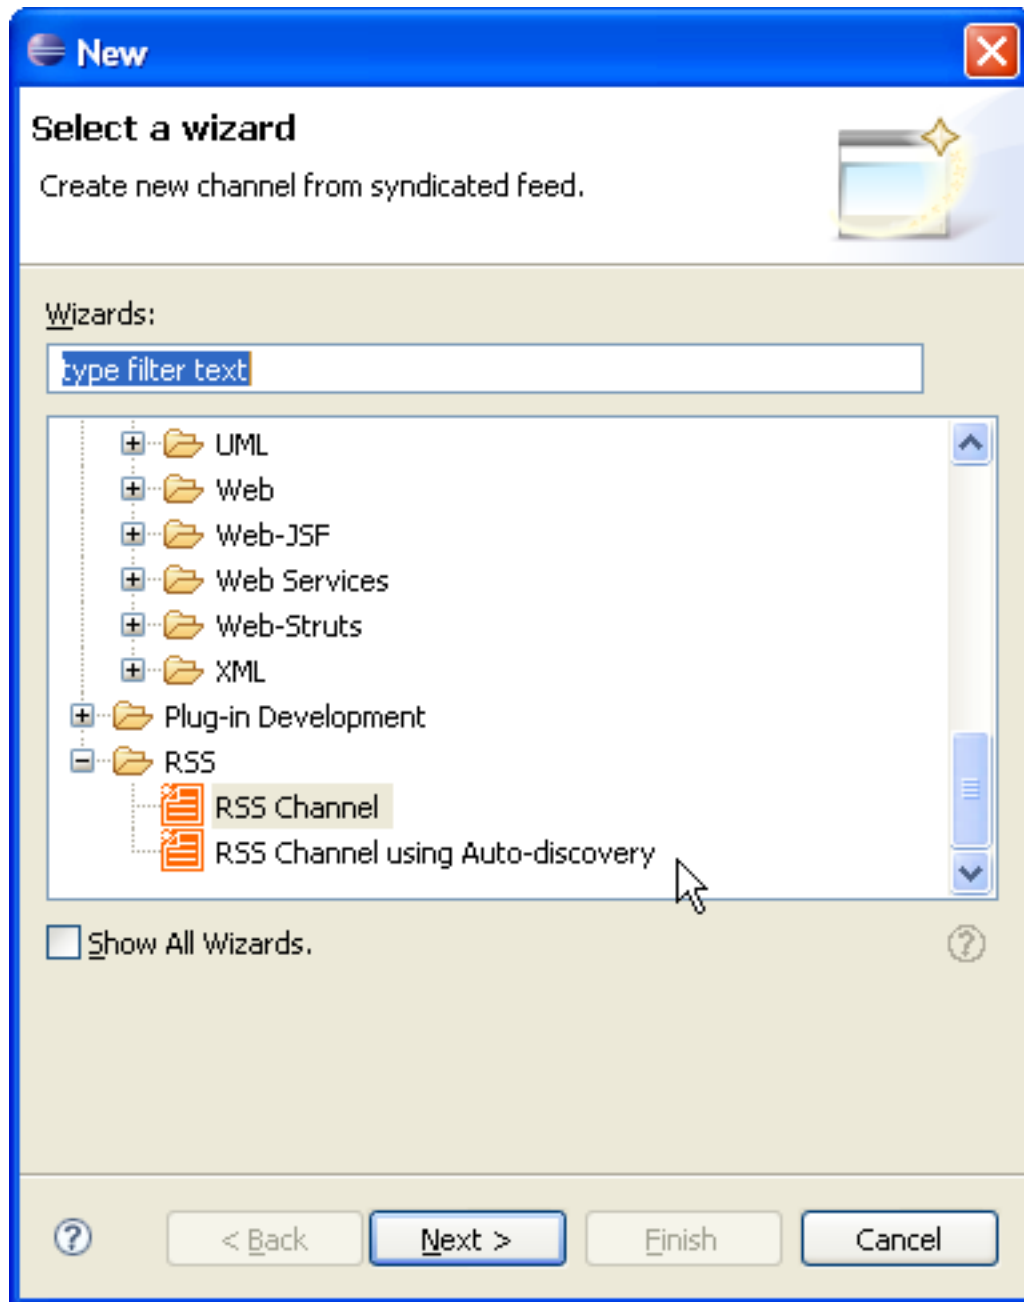 New
Select a wizard
Create new channel from syndicated feed.
Wizards:
type filter text
UML
Web
Web-JSF
Web Services
Web-Struts
XML
Plug-in Development
RSS
RSS Channel
RSS Channel using Auto-discovery
Show All Wizards.
?
? < Back Next > Finish Cancel